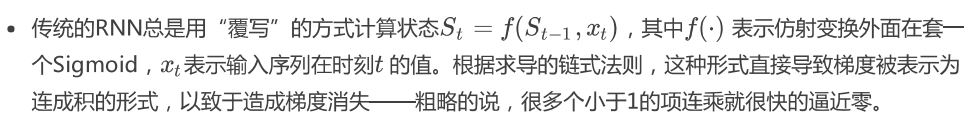 • 传统的RNN总是用“覆写”的方式计算状态$S_t = f(S_{t-1}, x_t)$,其中$f(\cdot)$ 表示仿射变换外面在套一
个Sigmoid,$x_t$表示输入序列在时刻$t$ 的值。根据求导的链式法则,这种形式直接导致梯度被表示为
连成积的形式,以致于造成梯度消失——粗略的说,很多个小于1的项连乘就很快的逼近零。